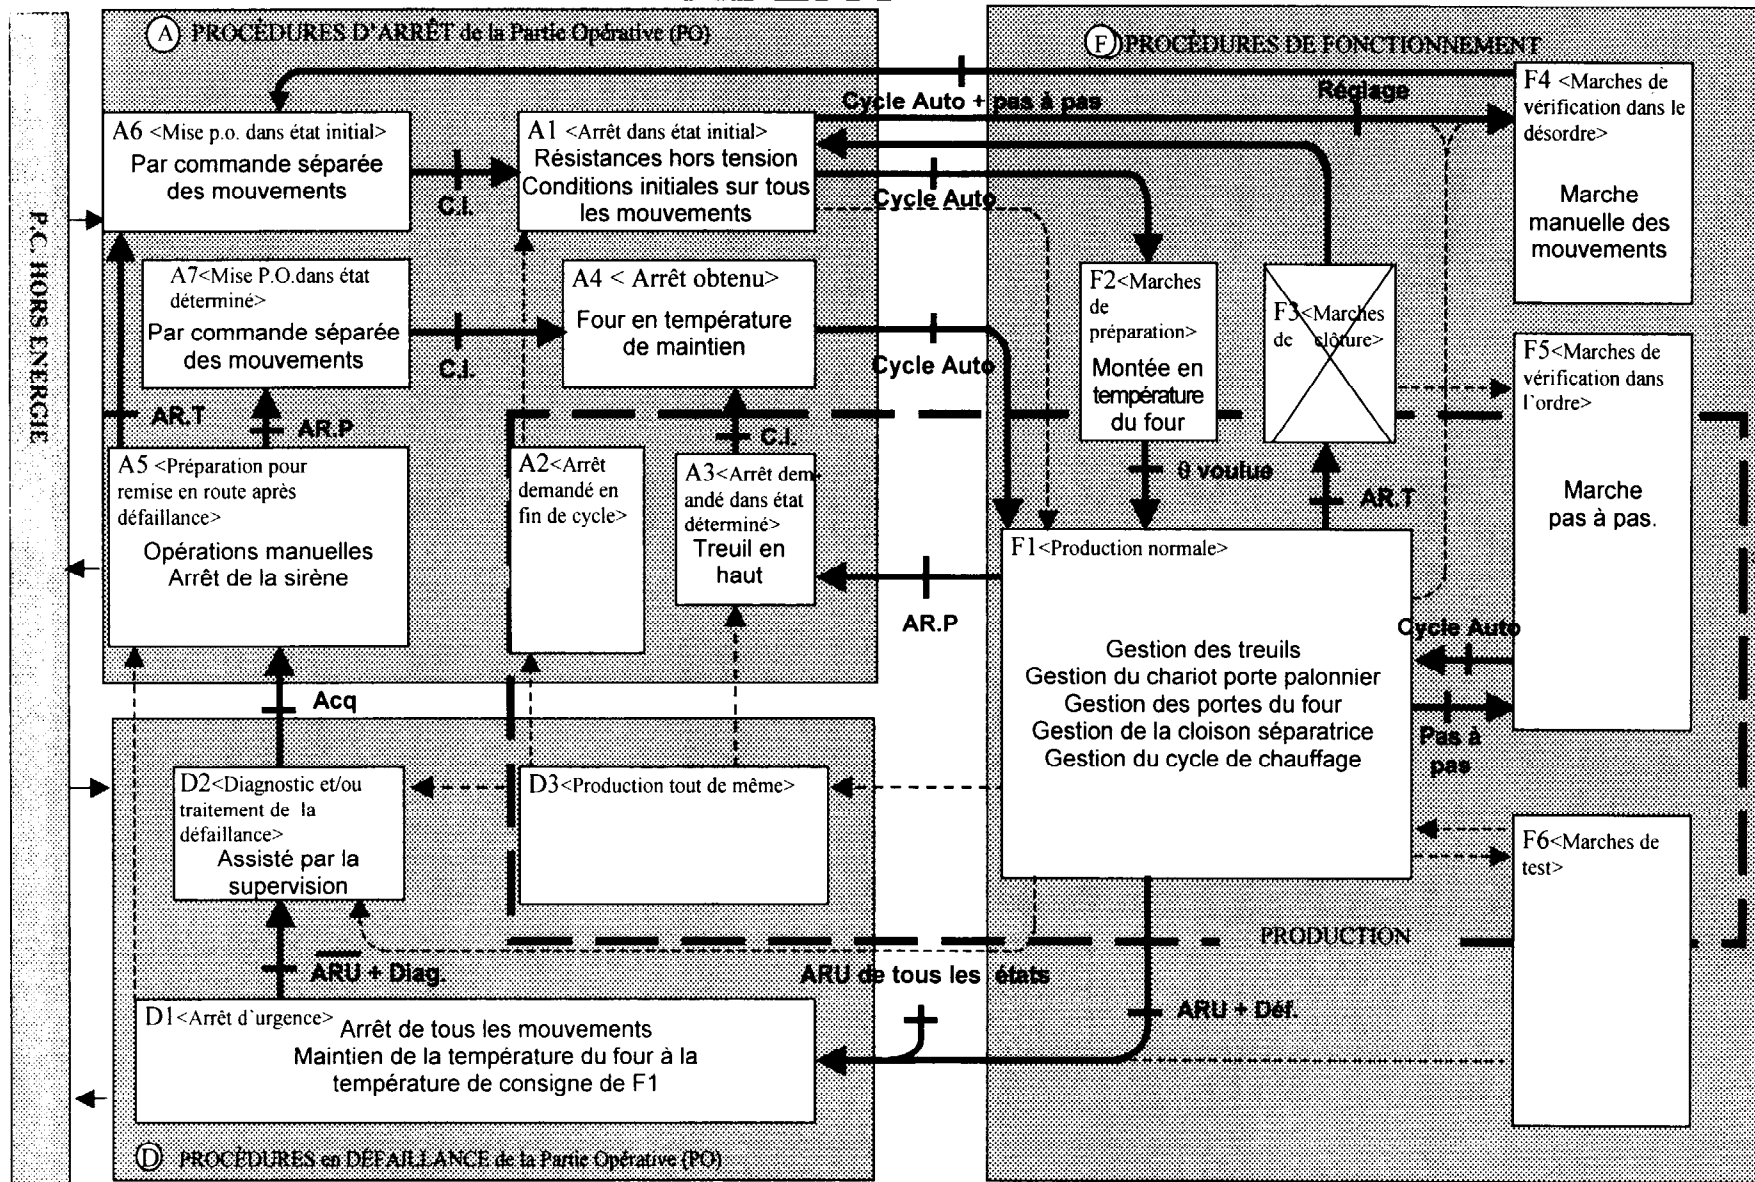 A PROCÉDURES D'ARRÊT de la Partie Opérative (PO)
F PROCÉDURES DE FONCTIONNEMENT
P.C. HORS ENERGIE
A6 <Mise p.o. dans état initial>
Par commande séparée
des mouvements
C.I.
A1 <Arrêt dans état initial>
Résistances hors tension
Conditions initiales sur tous
les mouvements
Cycle Auto + pas à pas
Réglage
Cycle Auto
F4 <Marches de
vérification dans le
désordre>
Marche
manuelle des
mouvements
A7<Mise P.O.dans état
déterminé>
Par commande séparée
des mouvements
C.I.
A4 < Arrêt obtenu>
Four en température
de maintien
Cycle Auto
F2<Marches
de
préparation>
Montée en
température
du four
θ voulue
F3<Marches
de clôture>
AR.T
F5<Marches de
vérification dans
l'ordre>
Marche
pas à pas.
AR.T
AR.P
A5 <Préparation pour
remise en route après
défaillance>
Opérations manuelles
Arrêt de la sirène
A2 <Arrêt
demandé en
fin de cycle>
C.I.
A3<Arrêt dem-
andé dans état
déterminé>
Treuil en
haut
AR.P
F1<Production normale>
Gestion des treuils
Gestion du chariot porte palonnier
Gestion des portes du four
Gestion de la cloison séparatrice
Gestion du cycle de chauffage
Cycle Auto
Pas à
pas
Acq
D2<Diagnostic et/ou
traitement de la
défaillance>
Assisté par la
supervision
D3<Production tout de même>
F6<Marches de
test>
PRODUCTION
ARU + Diag.
ARU de tous les états
ARU + Déf.
D1<Arrêt d'urgence>
Arrêt de tous les mouvements
Maintien de la température du four à la
température de consigne de F1
D PROCÉDURES en DÉFAILLANCE de la Partie Opérative (PO)